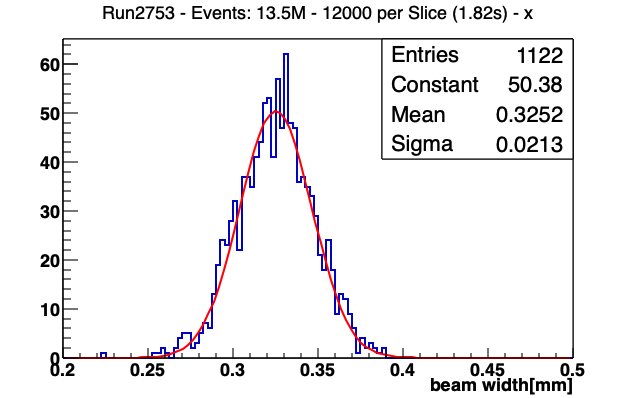 Run2753 - Events: 13.5M - 12000 per Slice (1.82s) - x
Entries 1122
Constant 50.38
Mean 0.3252
Sigma 0.0213
60
50
40
30
20
10
0
0.2 0.25 0.3 0.35 0.4 0.45 0.5
beam width[mm]